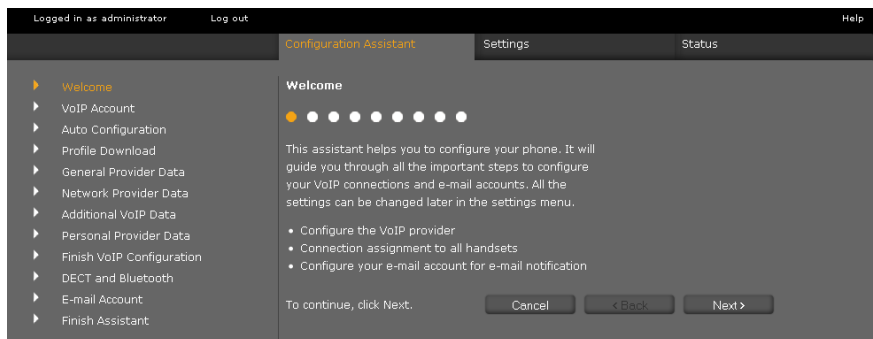 Logged in as administrator Log out Help
Configuration Assistant Settings Status
Welcome
VoIP Account
Auto Configuration
Profile Download
General Provider Data
Network Provider Data
Additional VoIP Data
Personal Provider Data
Finish VoIP Configuration
DECT and Bluetooth
E-mail Account
Finish Assistant
Welcome
This assistant helps you to configure your phone. It will
guide you through all the important steps to configure
your VoIP connections and e-mail accounts. All the
settings can be changed later in the settings menu.
• Configure the VoIP provider
• Connection assignment to all handsets
• Configure your e-mail account for e-mail notification
To continue, click Next. Cancel <Back Next>